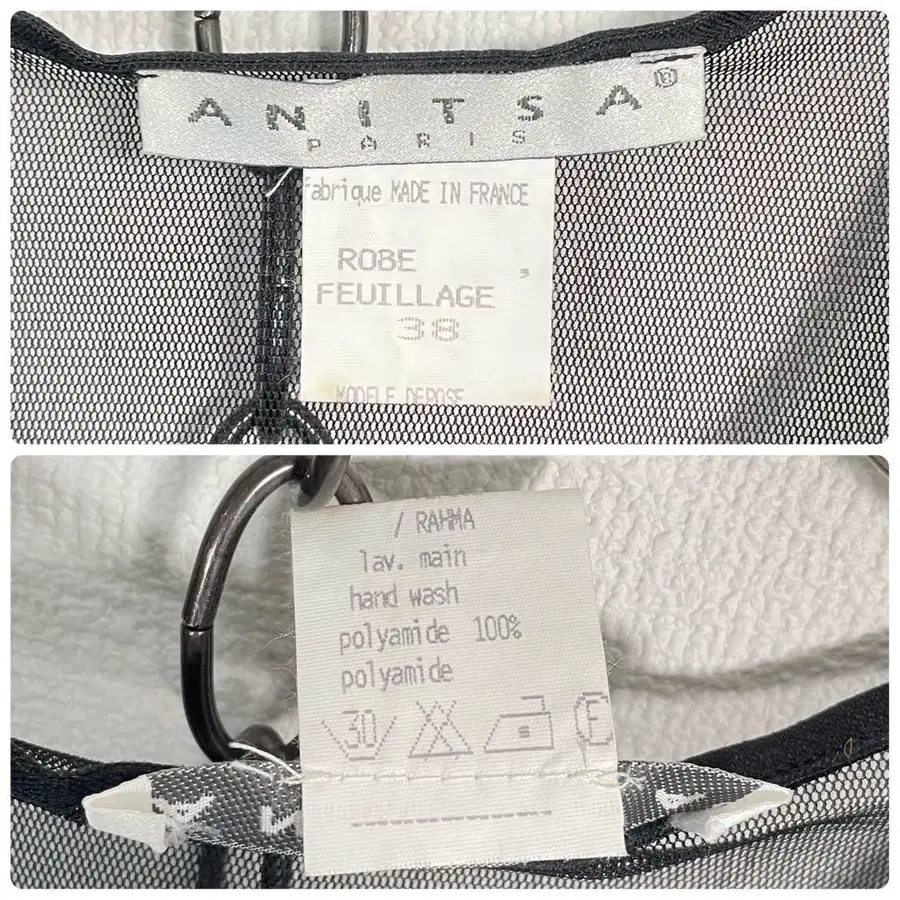 ANITSA®
PARIS
fabrique MADE IN FRANCE
ROBE
FEUILLAGE
38
MODELE DEPOSE
/ RAHMA
lav. main
hand wash
polyamide 100%
polyamide
30
F